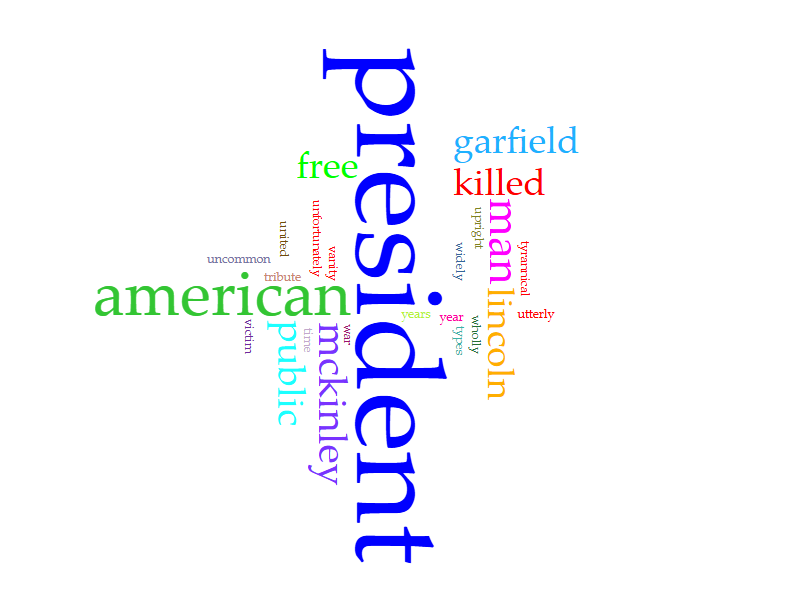 president
garfield
free
killed
man
unfortunately
upright
united
widely
tyrannical
vanity
uncommon
tribute
american
lincoln
years
year
utterly
wholly
types
victim
public
time
mckinley
war